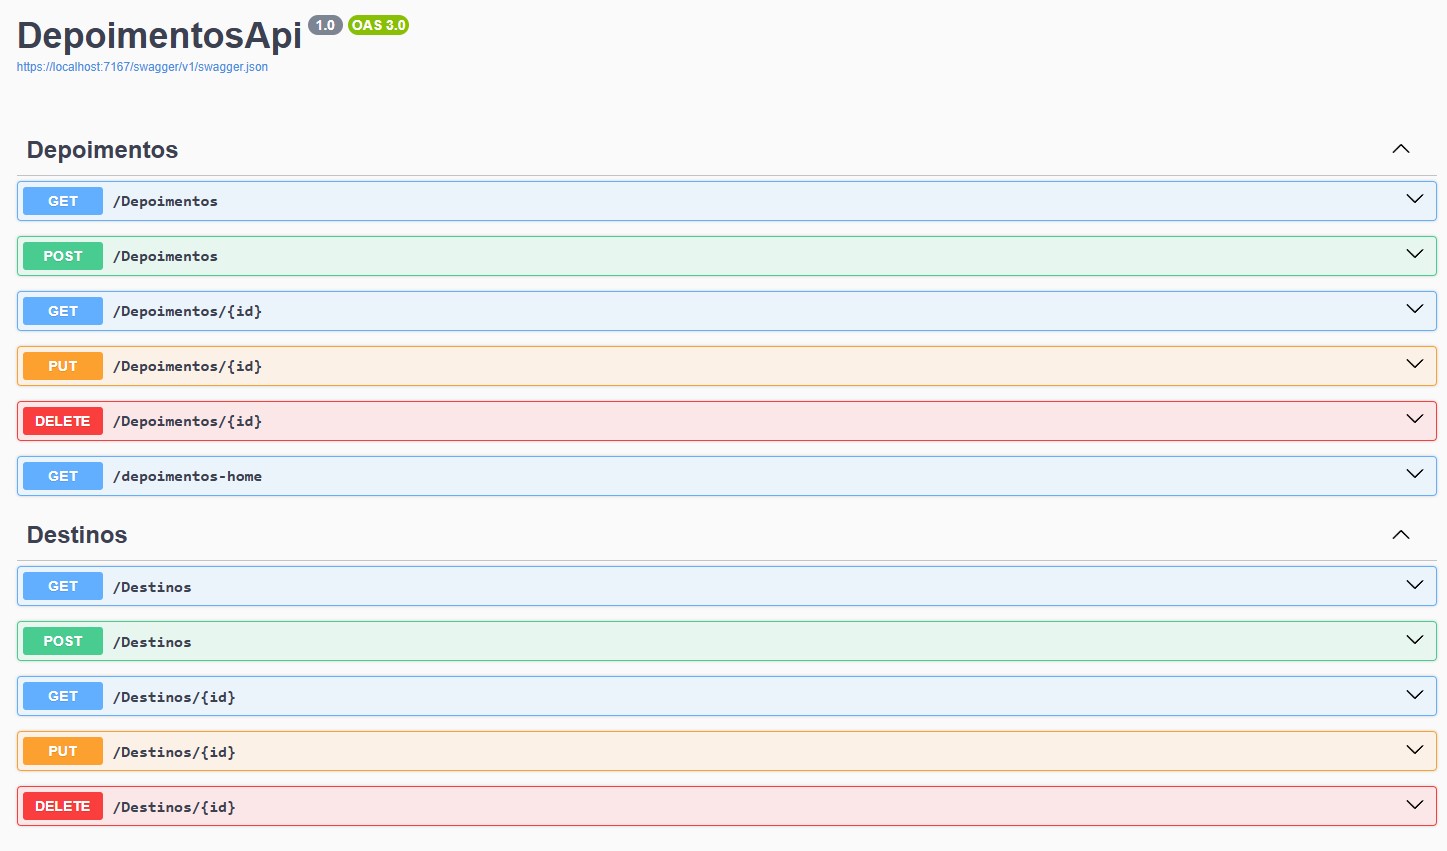 DepoimentosApi 1.0 OAS 3.0
https://localhost:7167/swagger/v1/swagger.json
Depoimentos
GET /Depoimentos
POST /Depoimentos
GET /Depoimentos/{id}
PUT /Depoimentos/{id}
DELETE /Depoimentos/{id}
GET /depoimentos-home
Destinos
GET /Destinos
POST /Destinos
GET /Destinos/{id}
PUT /Destinos/{id}
DELETE /Destinos/{id}